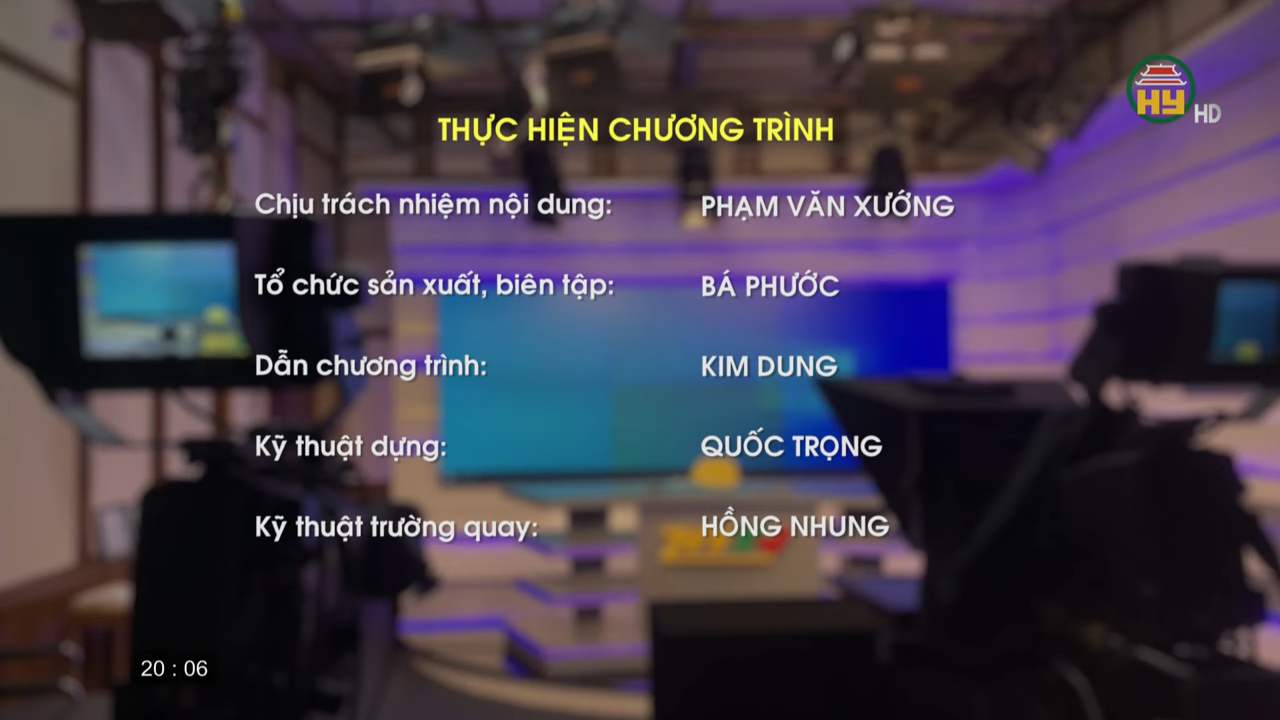 HY HD
THỰC HIỆN CHƯƠNG TRÌNH
Chịu trách nhiệm nội dung: PHẠM VĂN XƯỚNG
Tổ chức sản xuất, biên tập: BÁ PHƯỚC
Dẫn chương trình: KIM DUNG
Kỹ thuật dựng: QUỐC TRỌNG
Kỹ thuật trường quay: HỒNG NHUNG
20 : 06